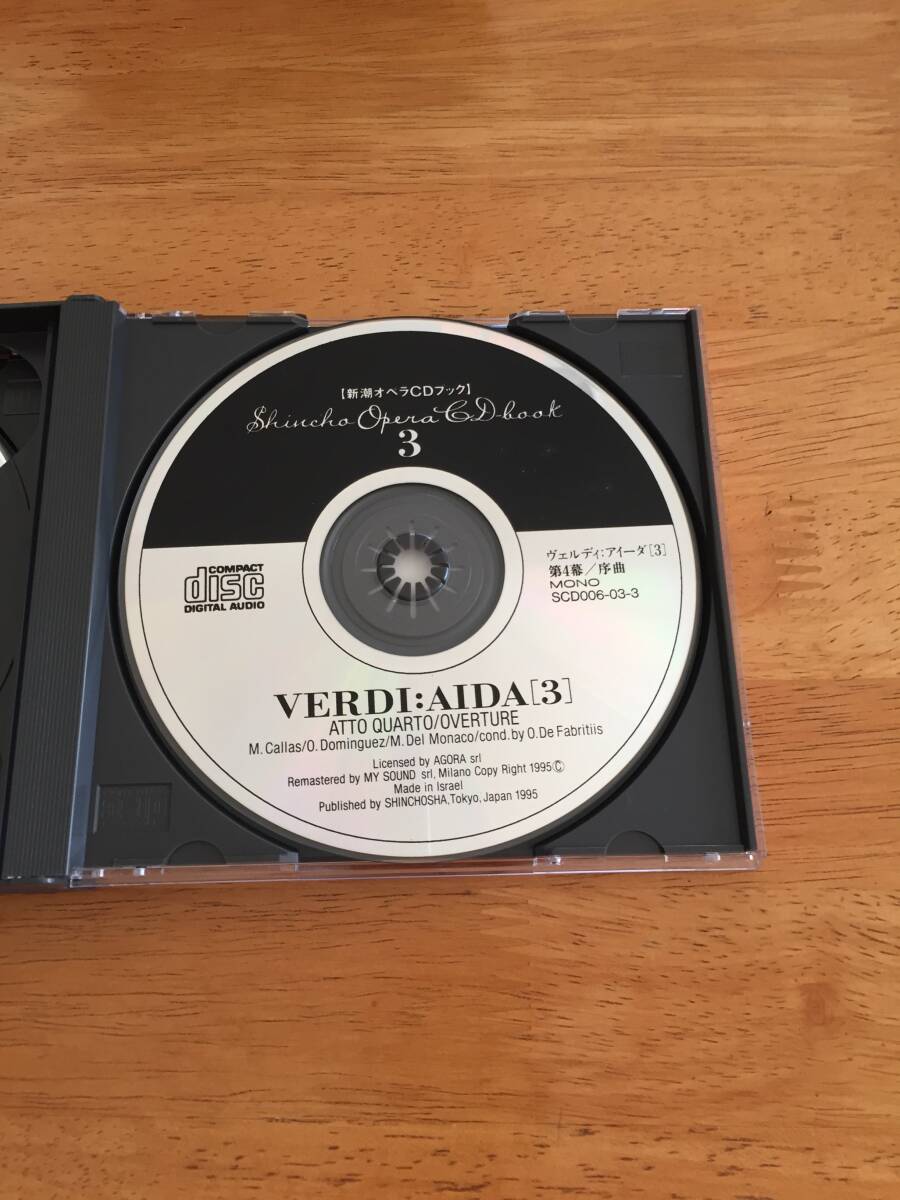 【新潮オペラCDブック】
Shincho Opera CD-book
3
COMPACT
disc
DIGITAL AUDIO
ヴェルディ:アイーダ[3]
第4幕/序曲
MONO
SCD006-03-3
VERDI:AIDA[3]
ATTO QUARTO/OVERTURE
M. Callas/O. Dominguez/M. Del Monaco/cond. by O. De Fabritiis
Licensed by AGORA srl
Remastered by MY SOUND srl, Milano Copy Right 1995©
Made in Israel
Published by SHINCHOSHA, Tokyo, Japan 1995